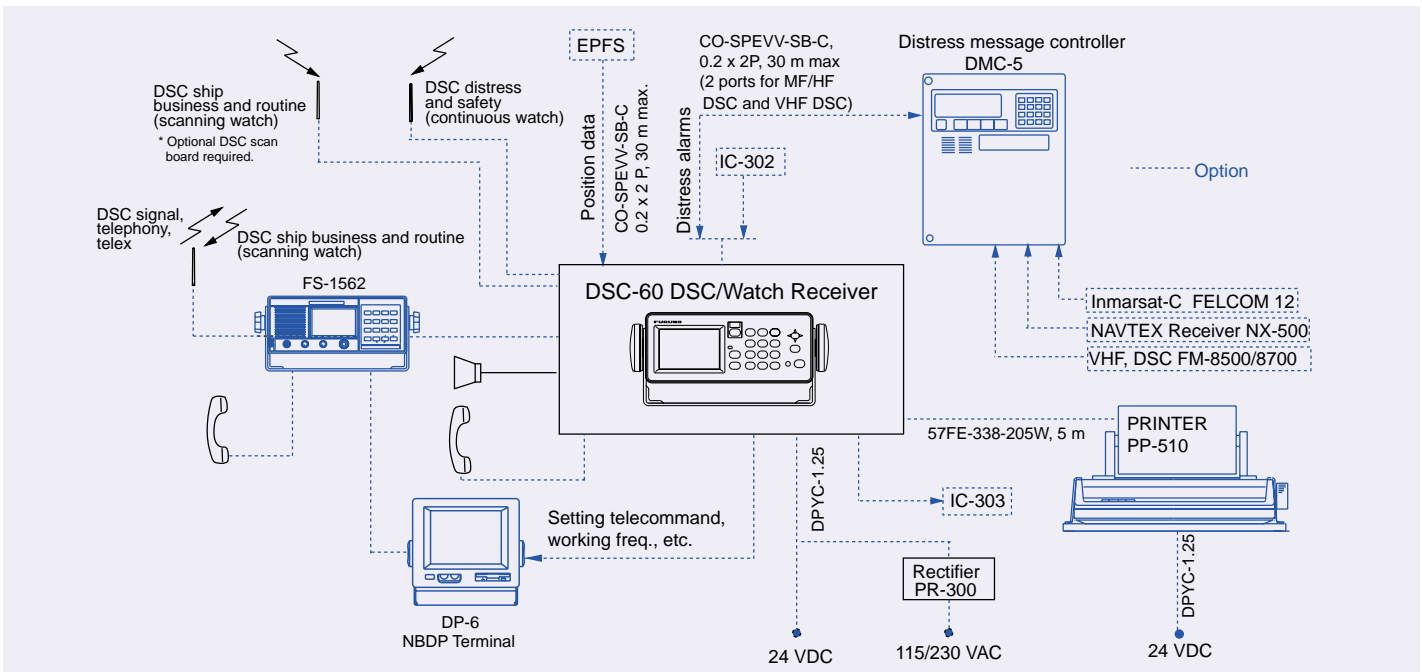 EPFS
CO-SPEVV-SB-C,
0.2 x 2P, 30 m max
(2 ports for MF/HF
DSC and VHF DSC)
Distress message controller
DMC-5
DSC ship
business and routine
(scanning watch)
* Optional DSC scan
board required.
DSC distress
and safety
(continuous watch)
Position data
CO-SPEVV-SB-C
0.2 x 2 P, 30 m max.
Distress alarms
IC-302
Option
DSC signal,
telephony,
telex
DSC ship business and routine
(scanning watch)
FS-1562
DSC-60 DSC/Watch Receiver
FURUNO
Inmarsat-C FELCOM 12
NAVTEX Receiver NX-500
VHF, DSC FM-8500/8700
57FE-338-205W, 5 m
PRINTER
PP-510
DPYC-1.25
IC-303
Setting telecommand,
working freq., etc.
Rectifier
PR-300
DPYC-1.25
DP-6
NBDP Terminal
24 VDC
115/230 VAC
24 VDC